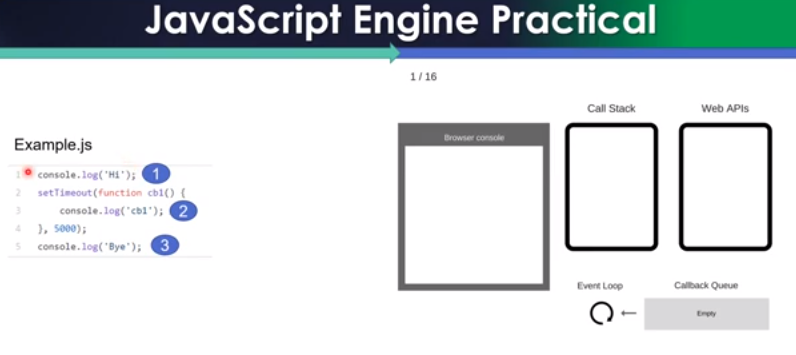 JavaScript Engine Practical
1 / 16
Example.js
1 console.log('Hi'); 1
2 setTimeout(function cb1() {
3 console.log('cb1'); 2
4 }, 5000);
5 console.log('Bye'); 3
Browser console
Call Stack
Web APIs
Event Loop
Callback Queue
Empty